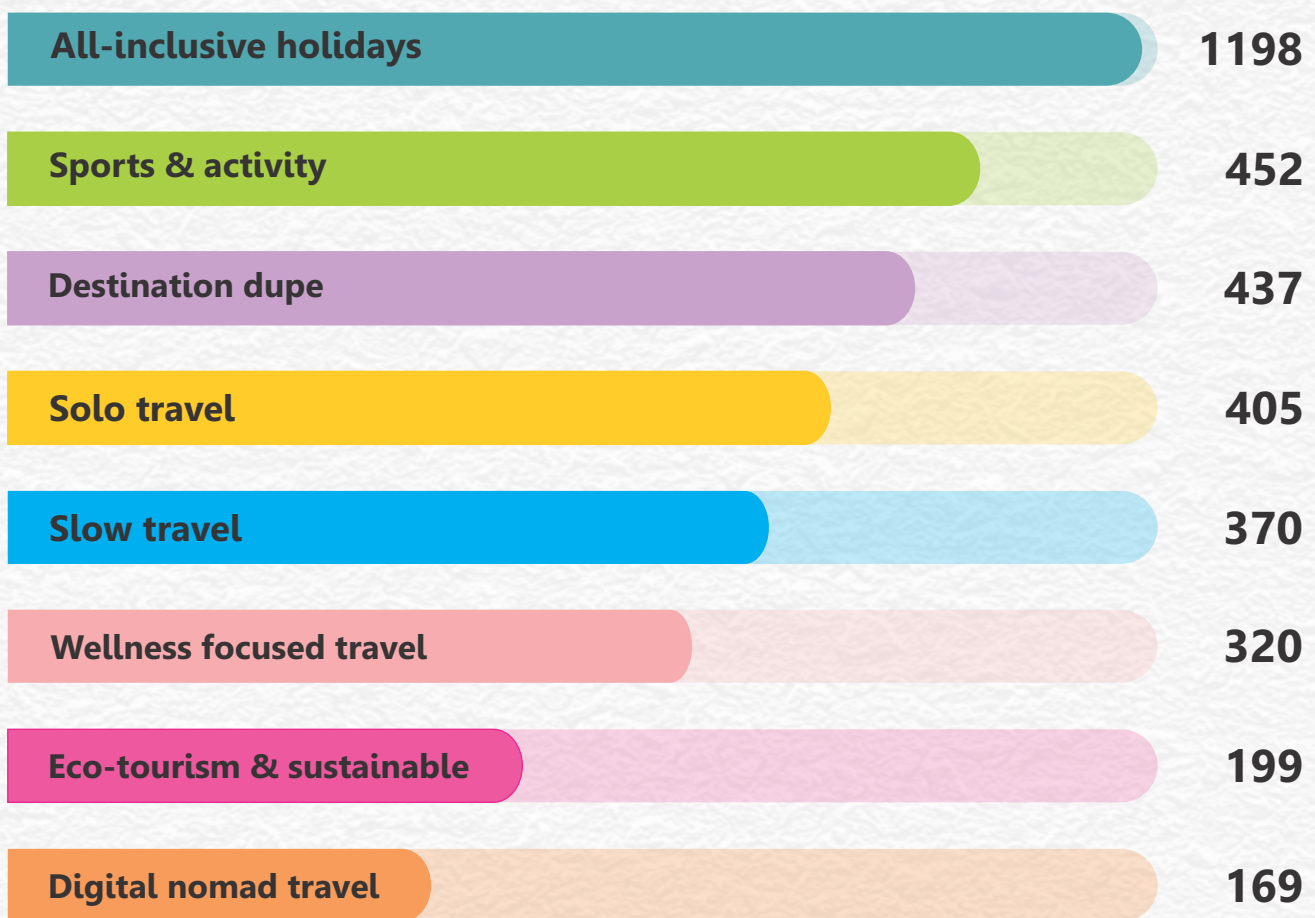 All-inclusive holidays 1198
Sports & activity 452
Destination dupe 437
Solo travel 405
Slow travel 370
Wellness focused travel 320
Eco-tourism & sustainable 199
Digital nomad travel 169